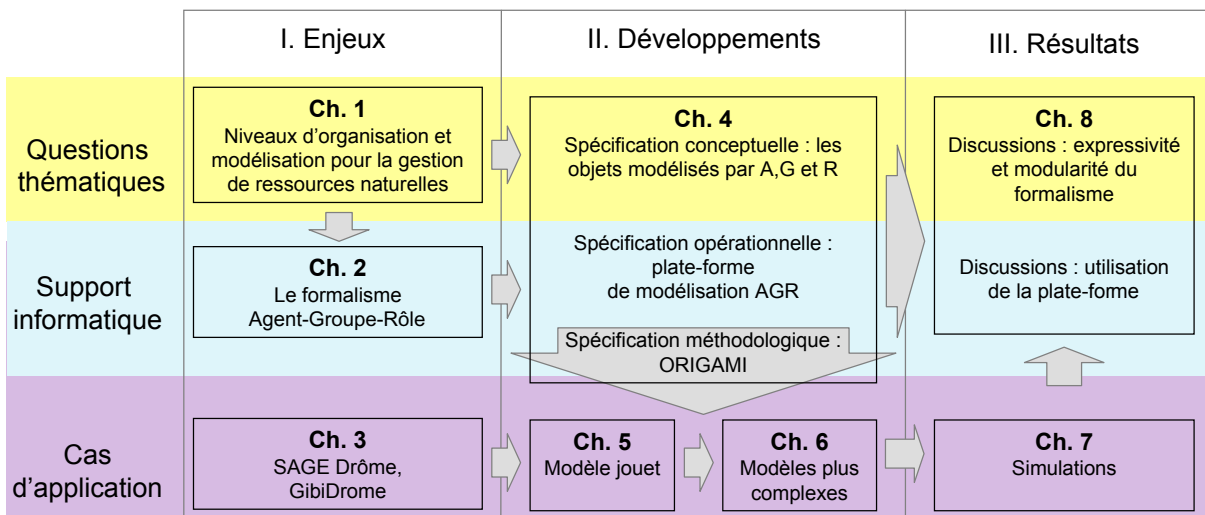 I. Enjeux
II. Développements
III. Résultats
Questions
thématiques
Ch. 1
Niveaux d'organisation et
modélisation pour la gestion
de ressources naturelles
Ch. 4
Spécification conceptuelle : les
objets modélisés par A,G et R
Ch. 8
Discussions : expressivité
et modularité du
formalisme
Support
informatique
Ch. 2
Le formalisme
Agent-Groupe-Rôle
Spécification opérationnelle :
plate-forme
de modélisation AGR
Spécification méthodologique :
ORIGAMI
Discussions : utilisation
de la plate-forme
Cas
d'application
Ch. 3
SAGE Drôme,
GibiDrome
Ch. 5
Modèle jouet
Ch. 6
Modèles plus
complexes
Ch. 7
Simulations